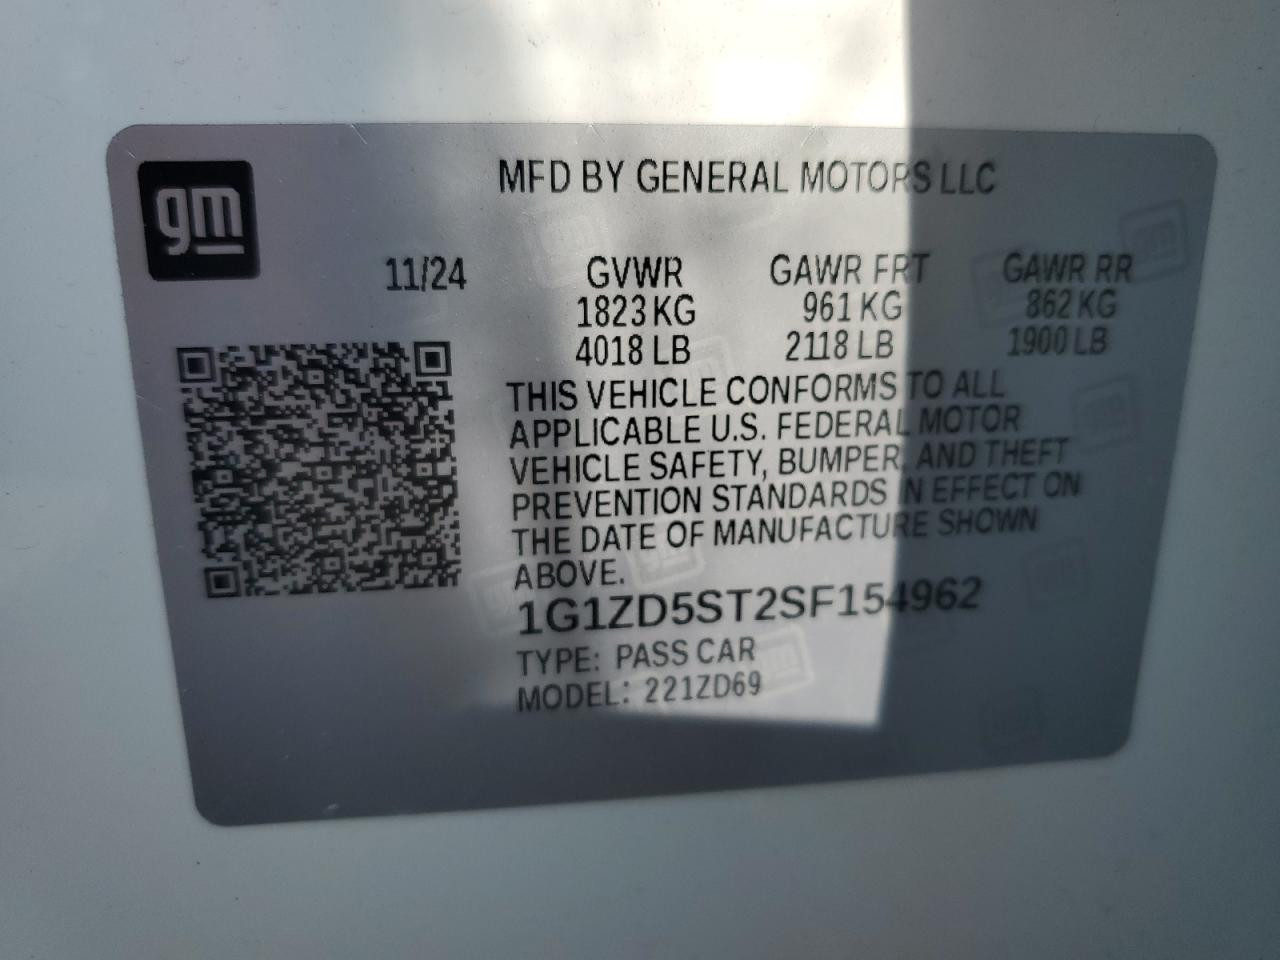 gm
MFD BY GENERAL MOTORS LLC
11/24 GVWR GAWR FRT GAWR RR
1823 KG 961 KG 862 KG
4018 LB 2118 LB 1900 LB
THIS VEHICLE CONFORMS TO ALL
APPLICABLE U.S. FEDERAL MOTOR
VEHICLE SAFETY, BUMPER, AND THEFT
PREVENTION STANDARDS IN EFFECT ON
THE DATE OF MANUFACTURE SHOWN
ABOVE.
1G1ZD5ST2SF154962
TYPE: PASS CAR
MODEL: 221ZD69